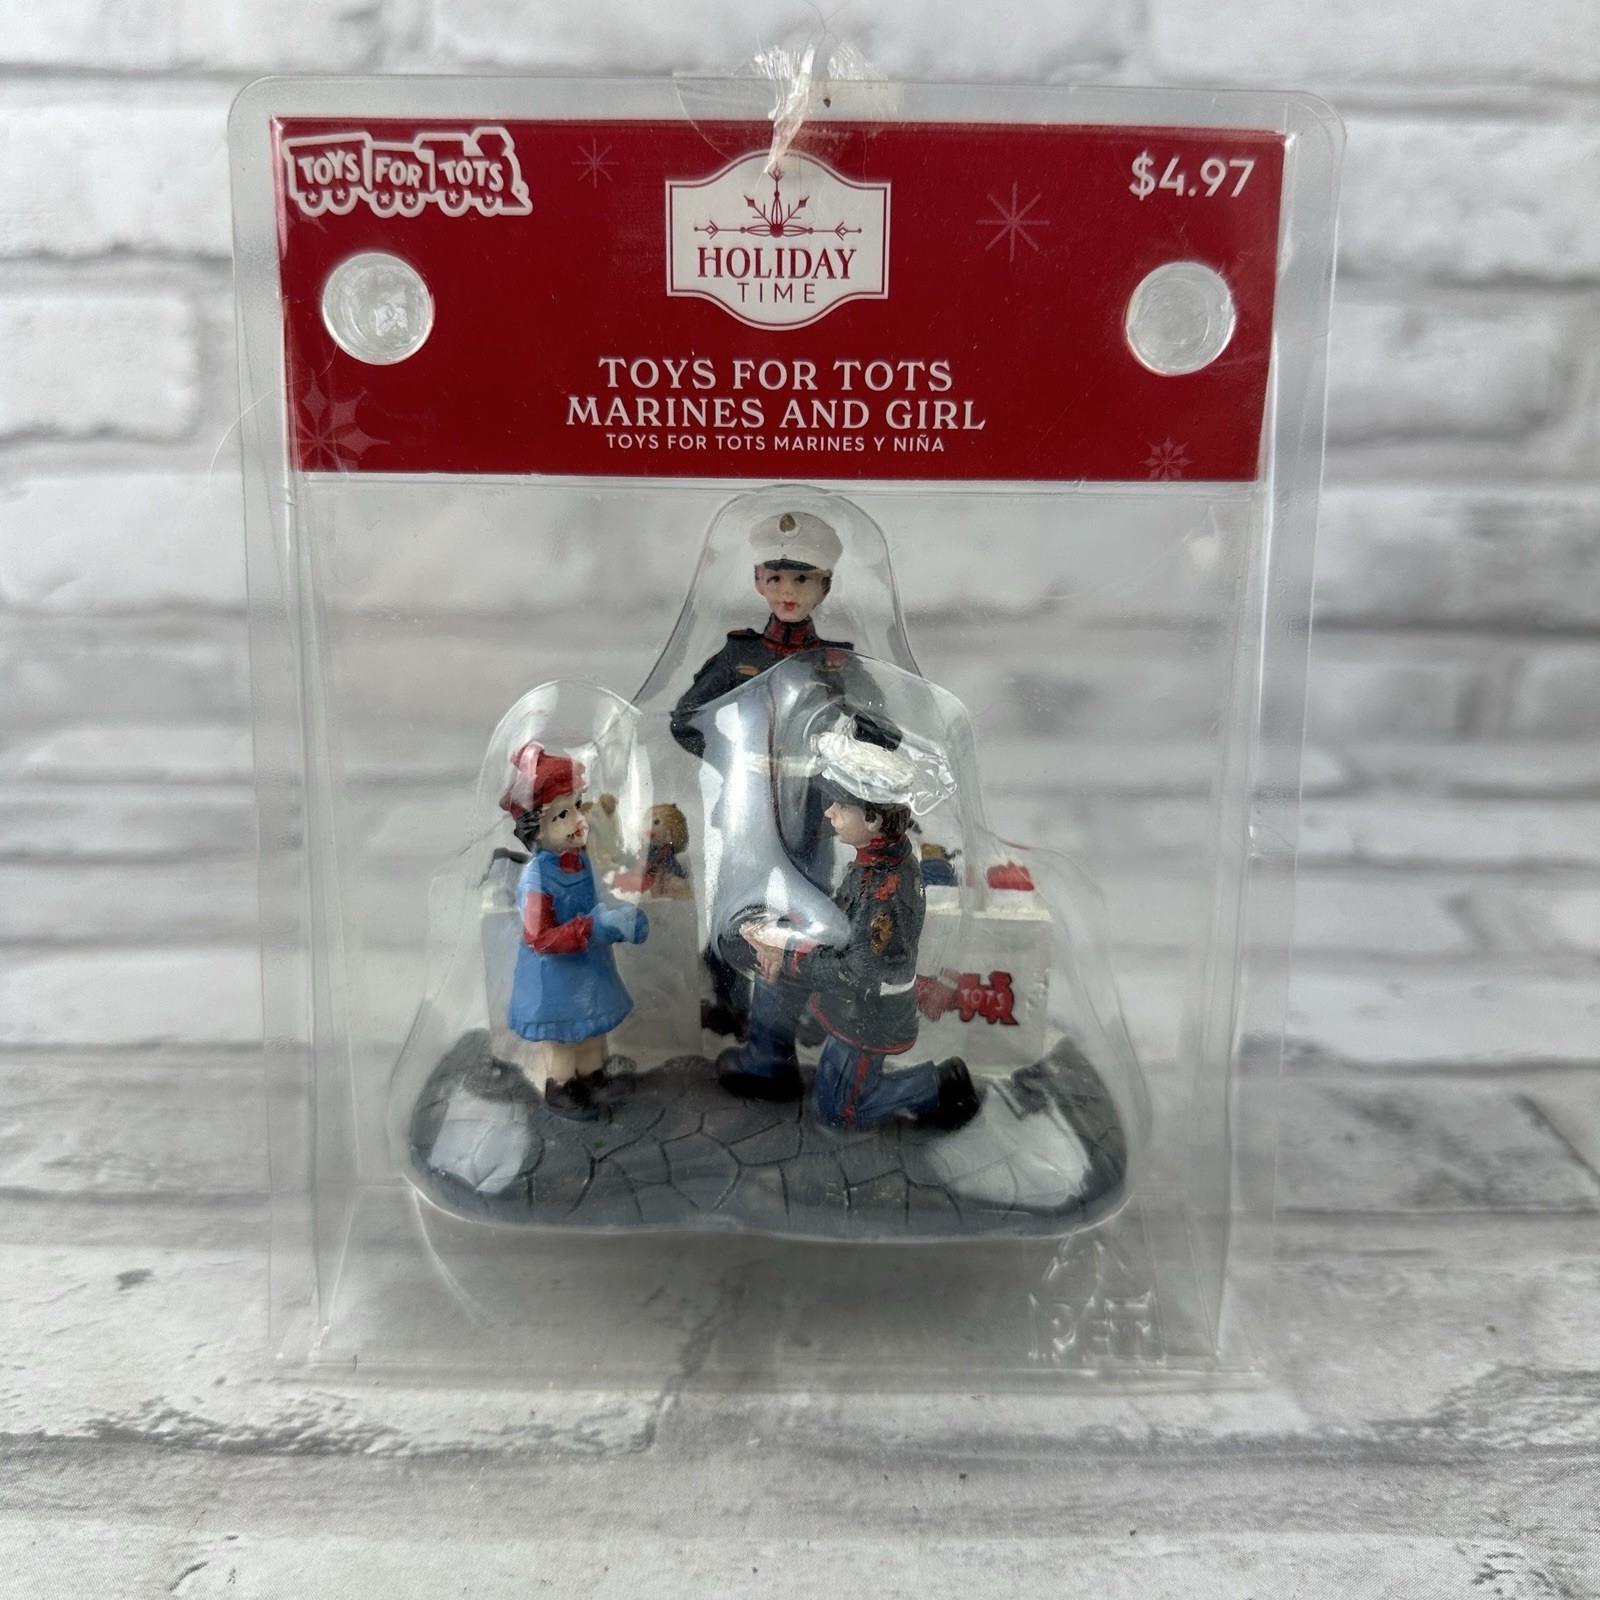 TOYS FOR TOTS
$4.97
HOLIDAY
TIME
TOYS FOR TOTS
MARINES AND GIRL
TOYS FOR TOTS MARINES Y NIÑA
TOTS
PET